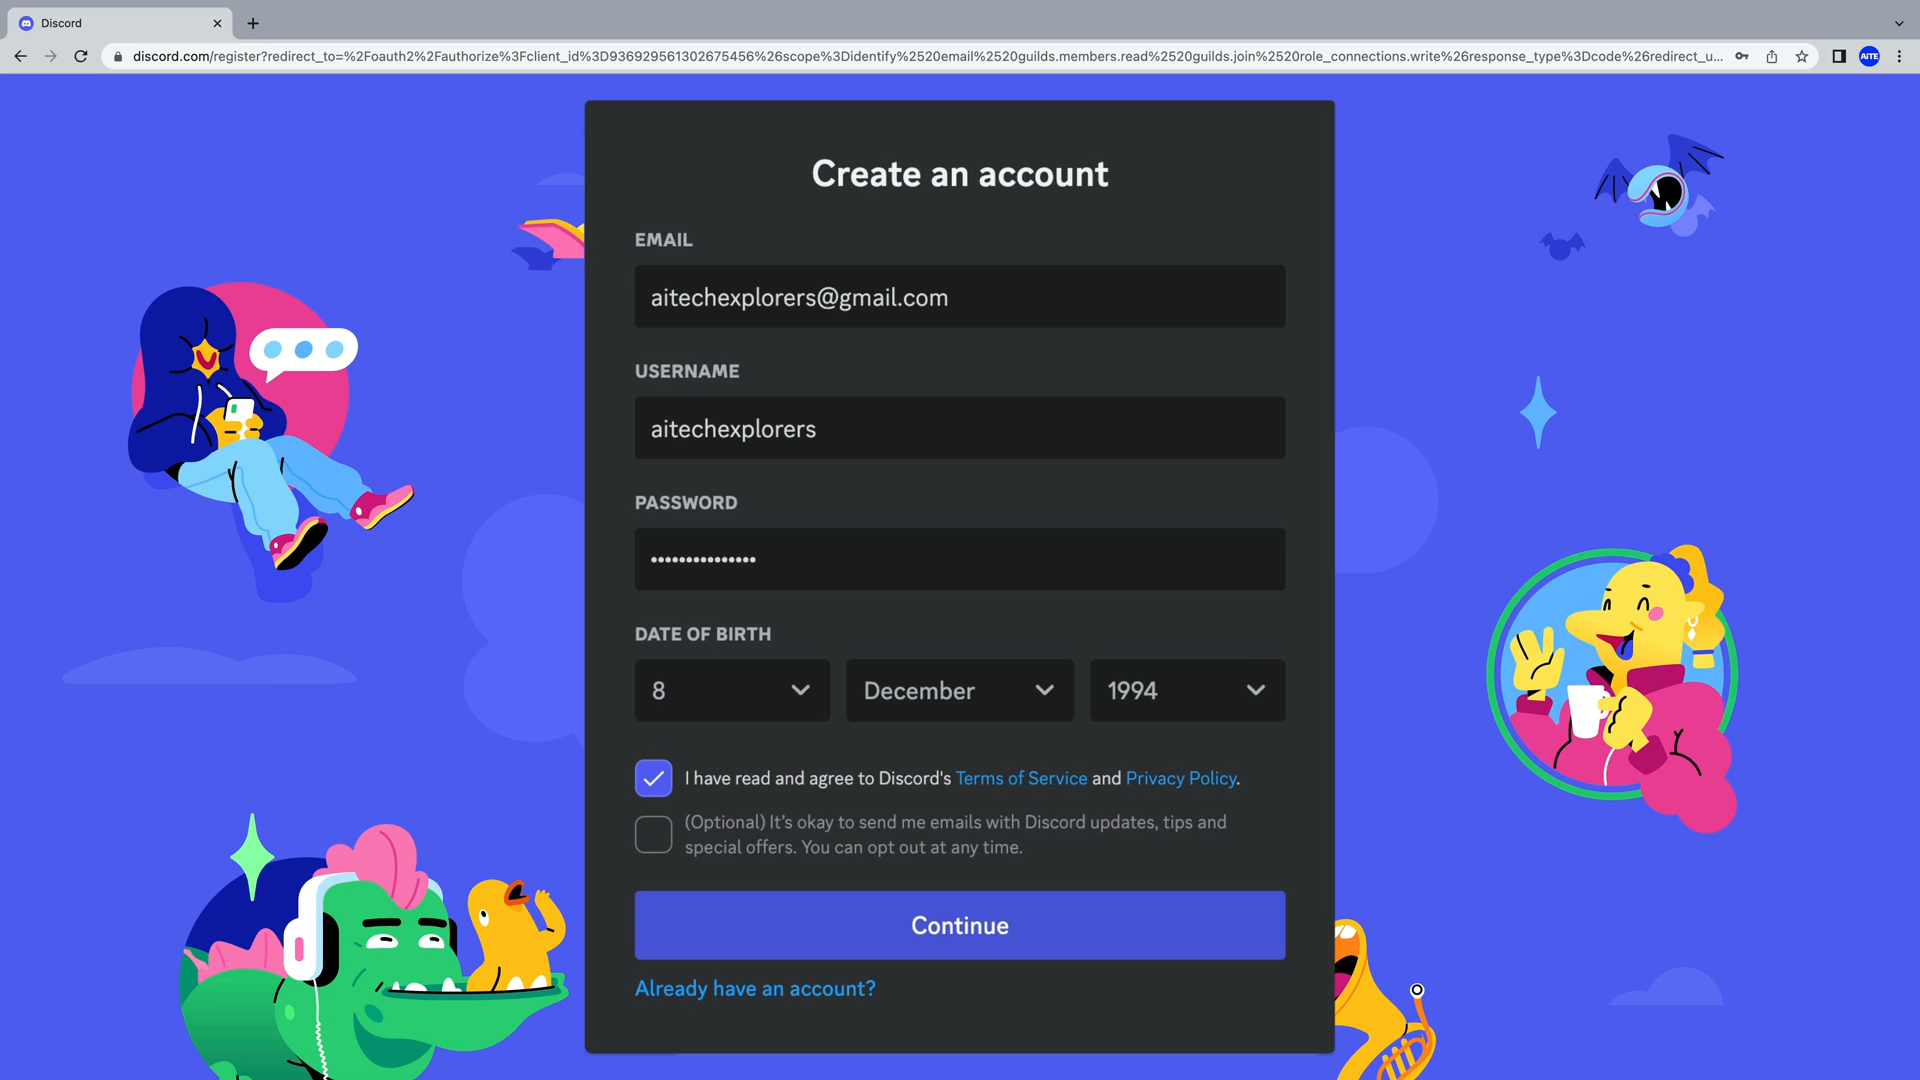 Discord
discord.com/register?redirect_to=%2Foauth2%2Fauthorize%3Fclient_id%3D936929561302675456%26scope%3Didentify%2520email%2520guilds.members.read%2520guilds.join%2520role_connections.write%26response_type%3Dcode%26redirect_u...
AiTE
Create an account
EMAIL
aitechexplorers@gmail.com
USERNAME
aitechexplorers
PASSWORD
•••••••••••••••
DATE OF BIRTH
8 December 1994
I have read and agree to Discord's Terms of Service and Privacy Policy.
(Optional) It's okay to send me emails with Discord updates, tips and
special offers. You can opt out at any time.
Continue
Already have an account?